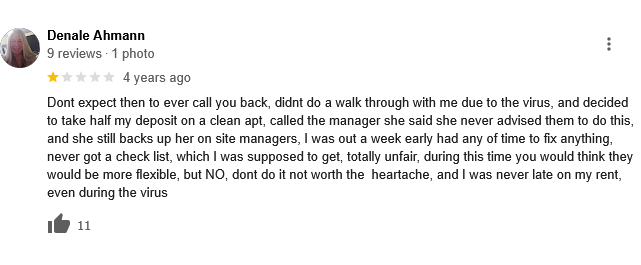 Denale Ahmann
9 reviews · 1 photo
4 years ago
Dont expect then to ever call you back, didnt do a walk through with me due to the virus, and decided
to take half my deposit on a clean apt, called the manager she said she never advised them to do this,
and she still backs up her on site managers, I was out a week early had any of time to fix anything,
never got a check list, which I was supposed to get, totally unfair, during this time you would think they
would be more flexible, but NO, dont do it not worth the  heartache, and I was never late on my rent,
even during the virus
11